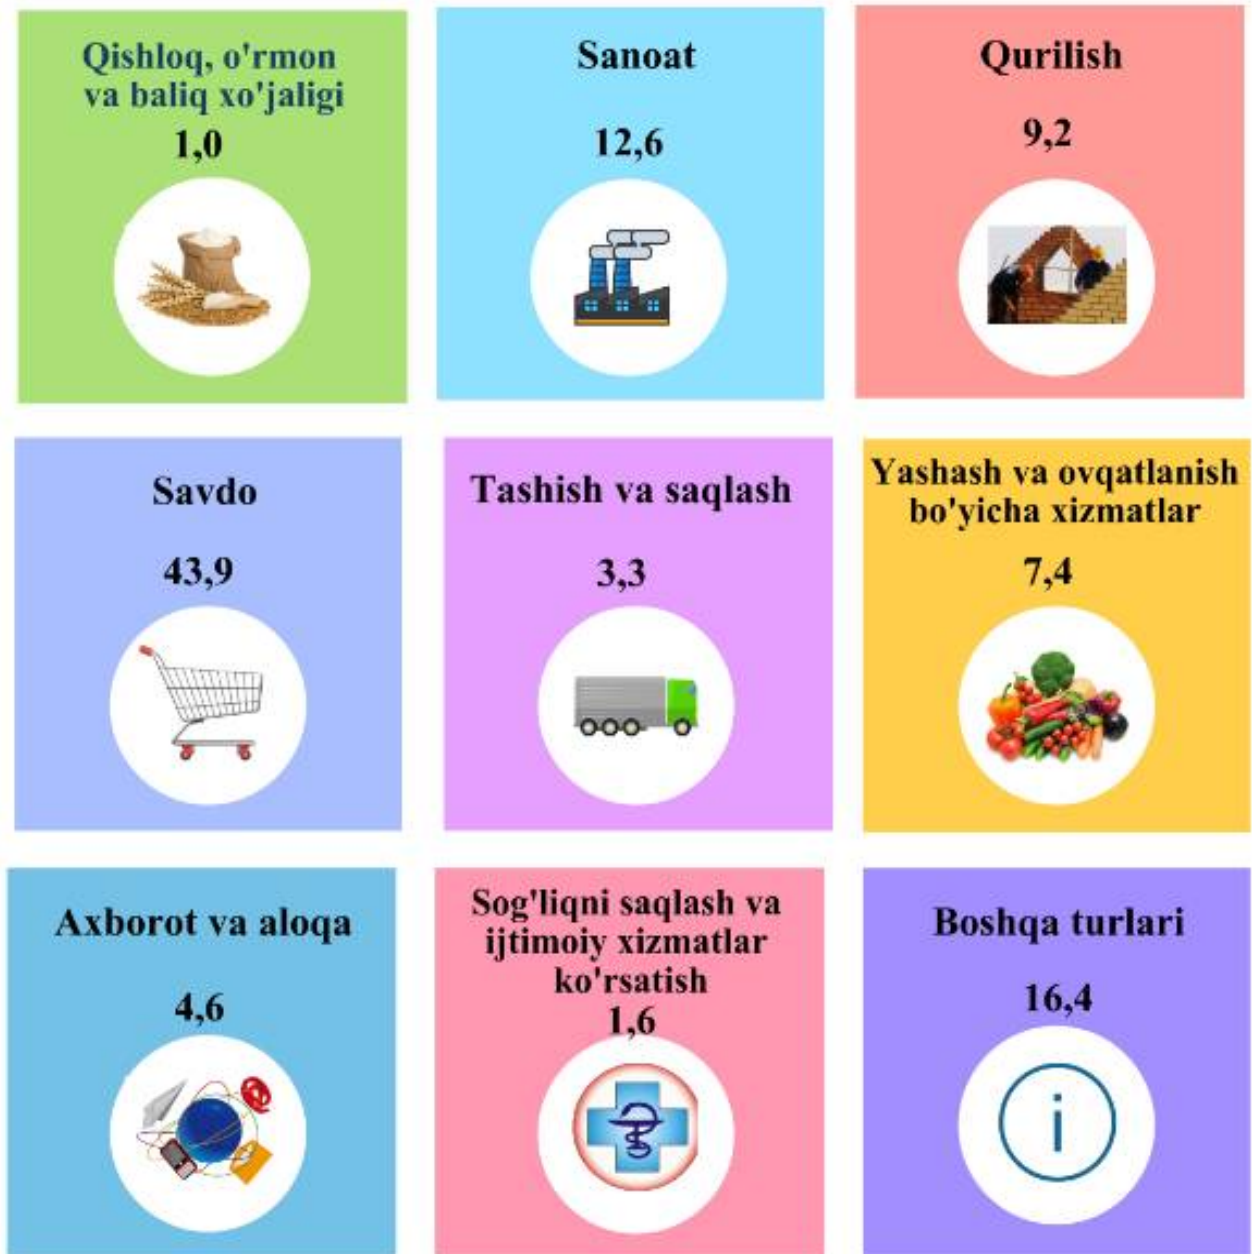 Qishloq, o'rmon
va baliq xo'jaligi
1,0
Sanoat
12,6
Qurilish
9,2
Savdo
43,9
Tashish va saqlash
3,3
Yashash va ovqatlanish
bo'yicha xizmatlar
7,4
Axborot va aloqa
4,6
Sog'liqni saqlash va
ijtimoiy xizmatlar
ko'rsatish
1,6
Boshqa turlari
16,4
i